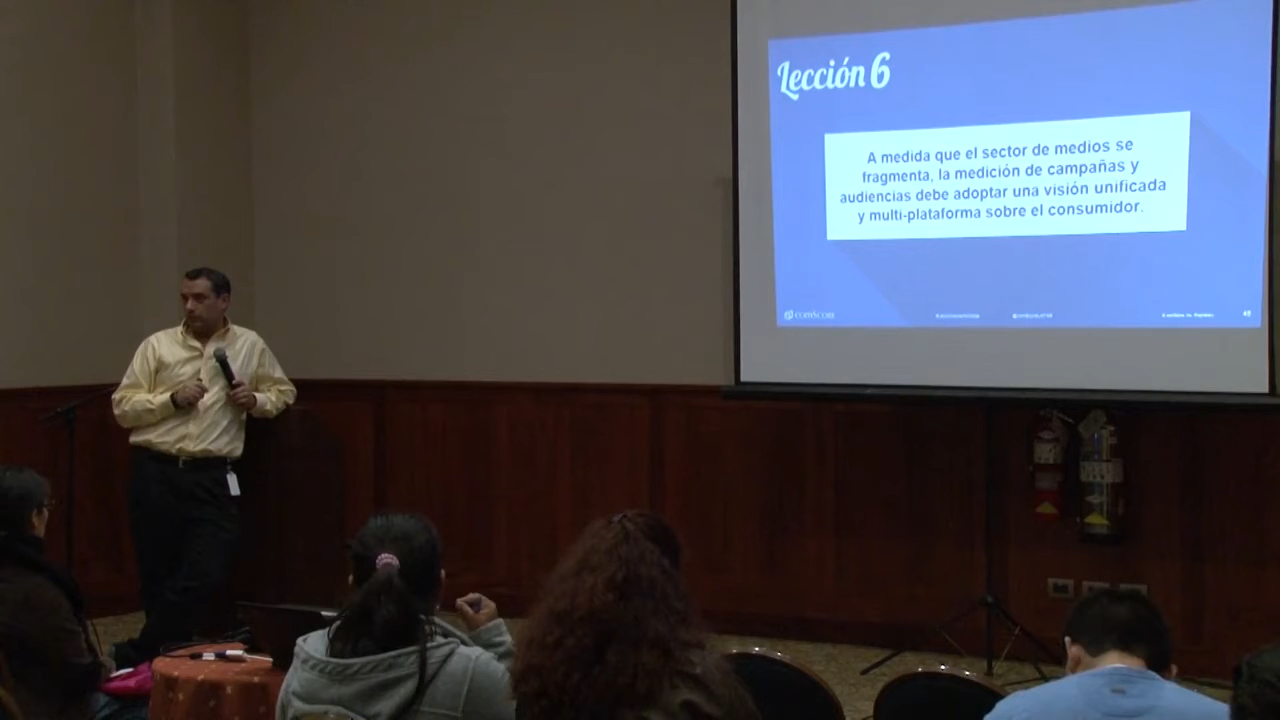 Lección 6
A medida que el sector de medios se
fragmenta, la medición de campañas y
audiencias debe adoptar una visión unificada
y multi-plataforma sobre el consumidor.
comScore